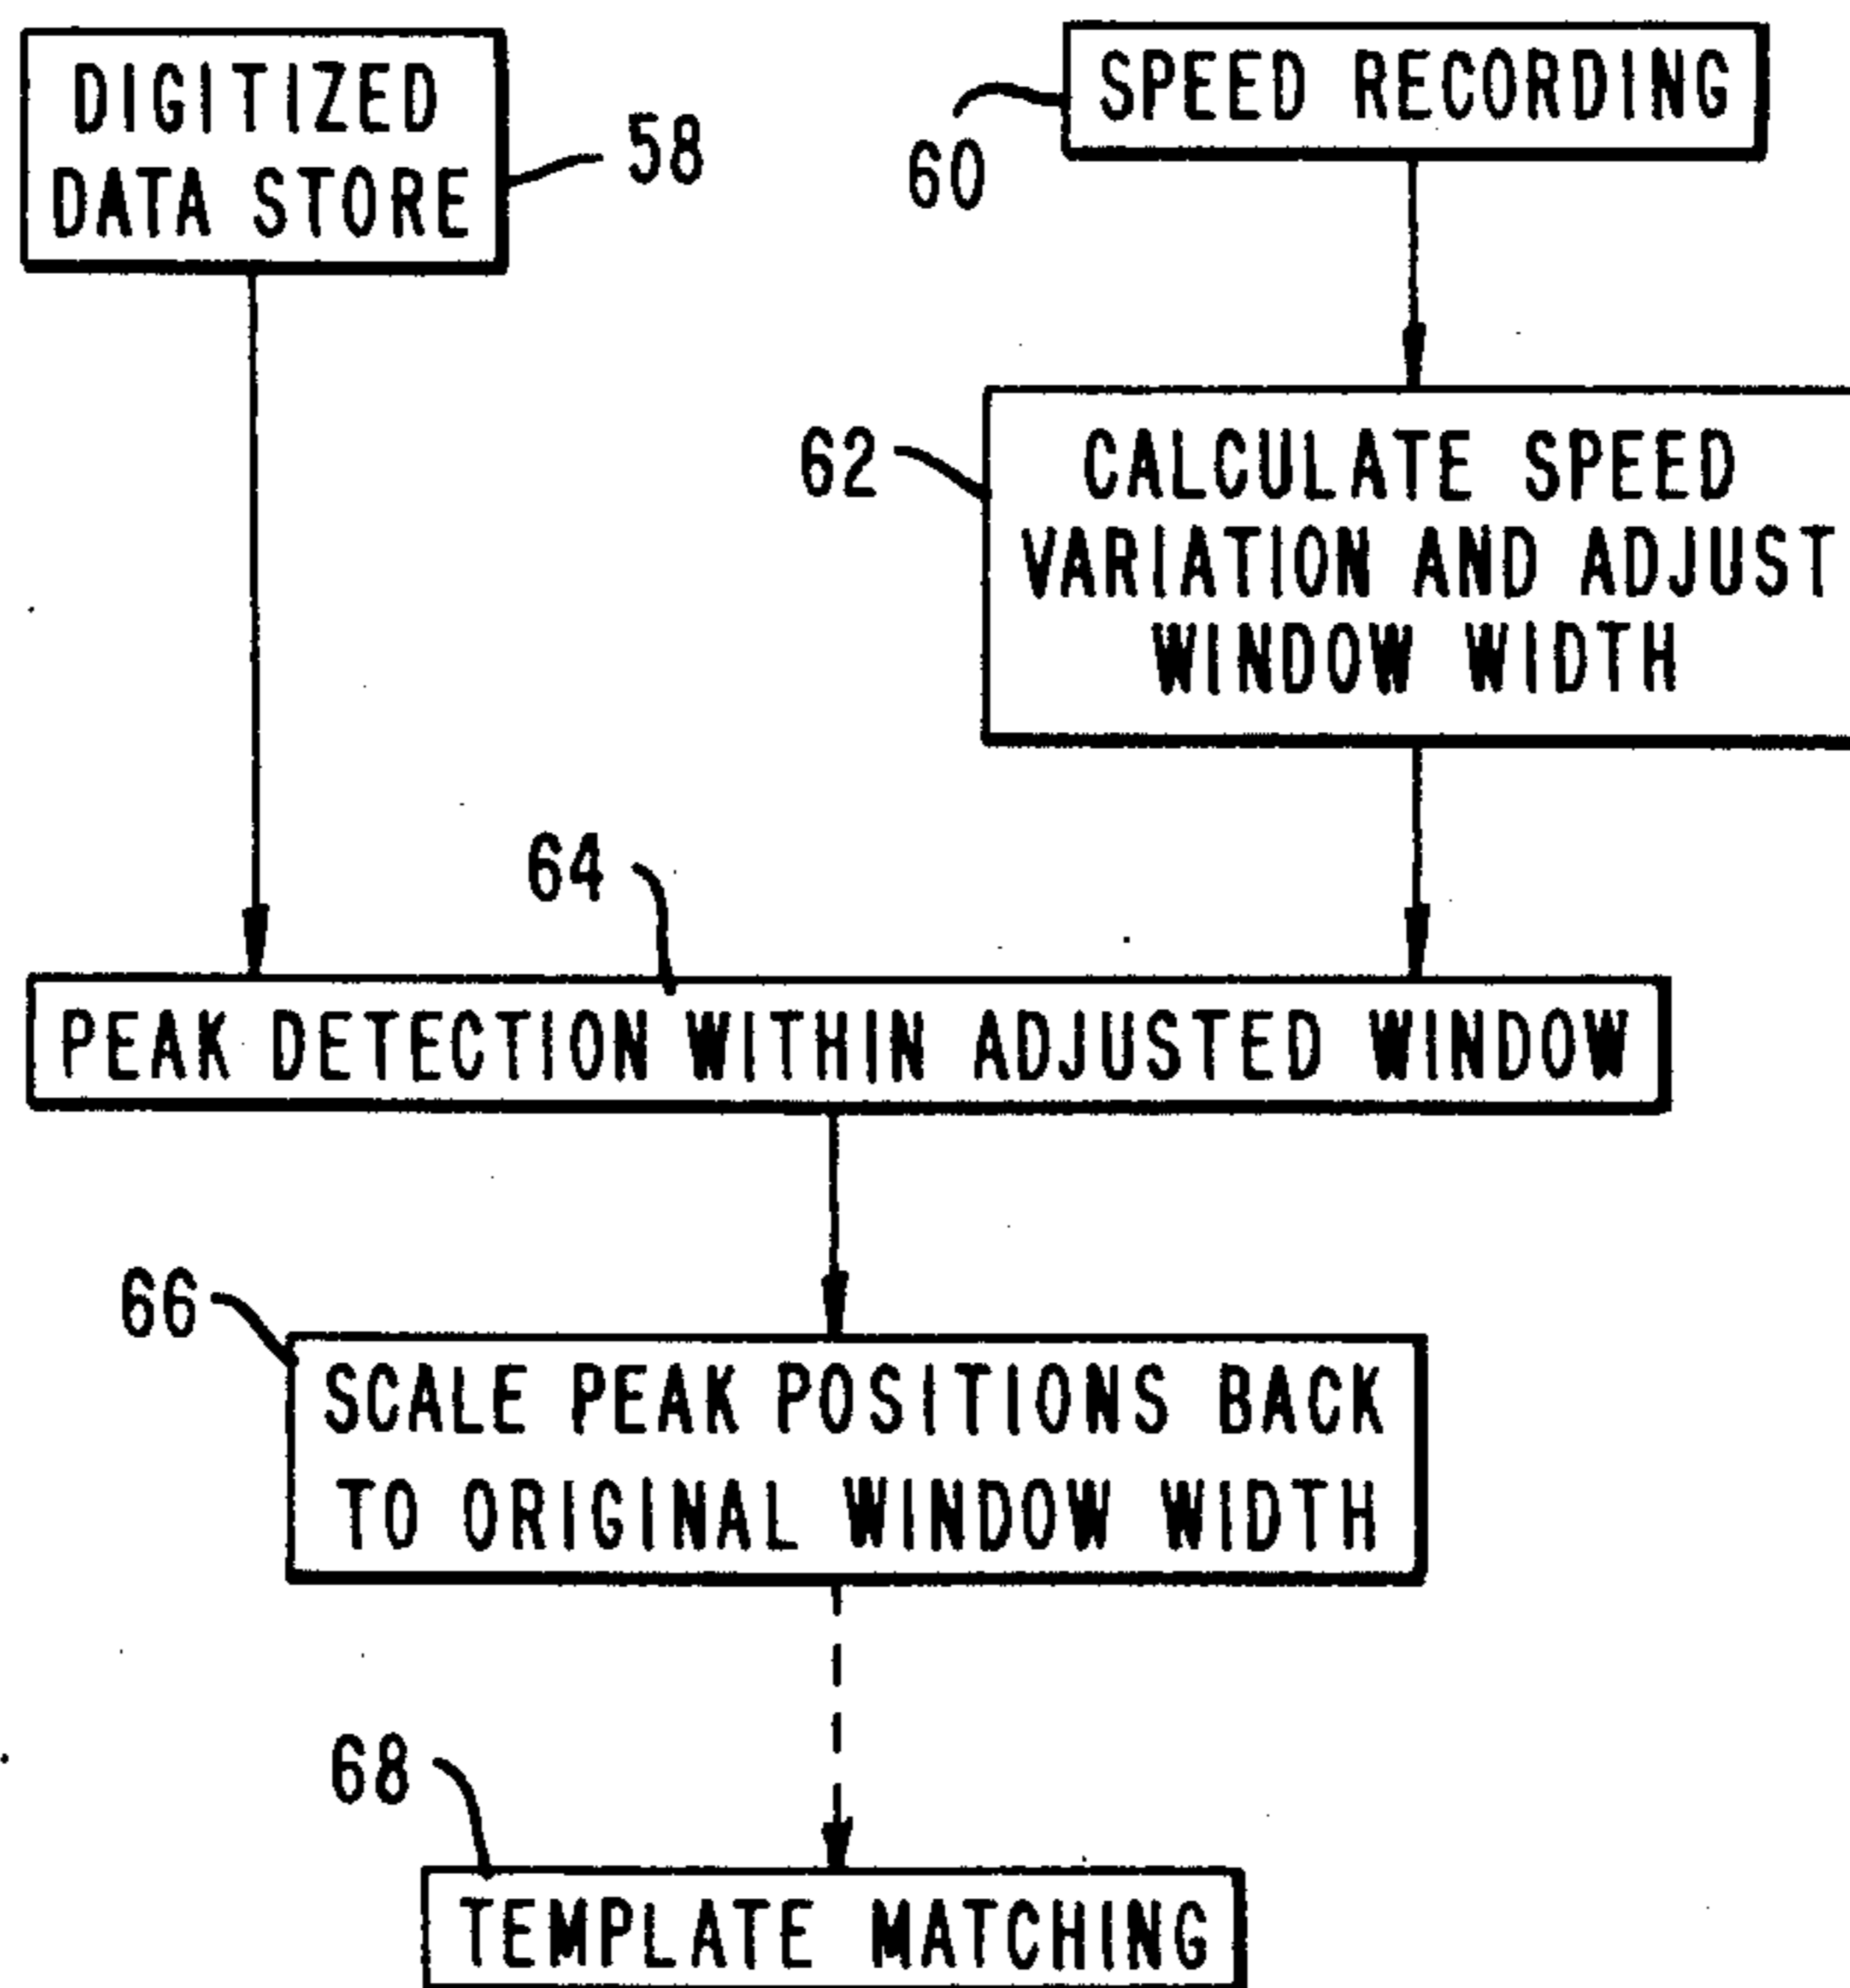 DIGITIZED
DATA STORE
58
60
SPEED RECORDING
62
CALCULATE SPEED
VARIATION AND ADJUST
WINDOW WIDTH
64
PEAK DETECTION WITHIN ADJUSTED WINDOW
66
SCALE PEAK POSITIONS BACK
TO ORIGINAL WINDOW WIDTH
68
TEMPLATE MATCHING